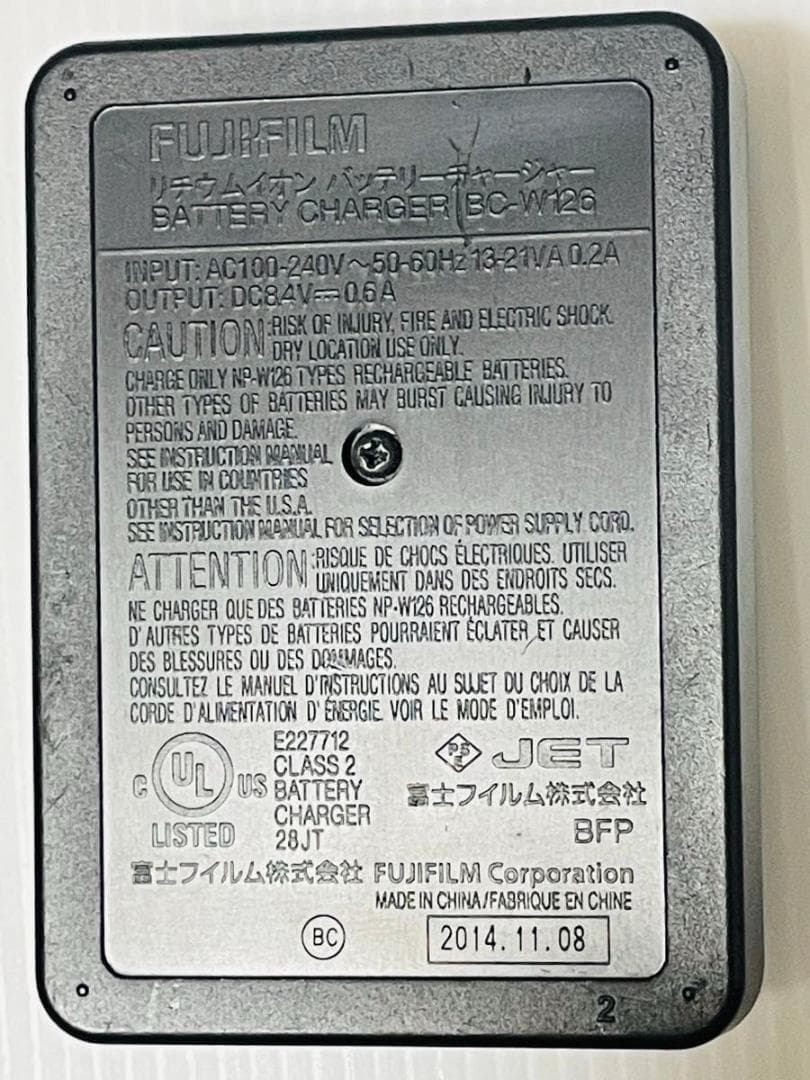 FUJIFILM
リチウムイオン バッテリーチャージャー
BATTERY CHARGER BC-W126
INPUT: AC100-240V～50-60Hz 13-21VA 0.2A
OUTPUT: DC8.4V⎓0.6A
CAUTION:RISK OF INJURY, FIRE AND ELECTRIC SHOCK.
DRY LOCATION USE ONLY.
CHARGE ONLY NP-W126 TYPES RECHARGEABLE BATTERIES.
OTHER TYPES OF BATTERIES MAY BURST CAUSING INJURY TO
PERSONS AND DAMAGE.
SEE INSTRUCTION MANUAL
FOR USE IN COUNTRIES
OTHER THAN THE U.S.A.
SEE INSTRUCTION MANUAL FOR SELECTION OF POWER SUPPLY CORD.
ATTENTION:RISQUE DE CHOCS ÉLECTRIQUES. UTILISER
UNIQUEMENT DANS DES ENDROITS SECS.
NE CHARGER QUE DES BATTERIES NP-W126 RECHARGEABLES.
D'AUTRES TYPES DE BATTERIES POURRAIENT ÉCLATER ET CAUSER
DES BLESSURES OU DES DOMMAGES.
CONSULTEZ LE MANUEL D'INSTRUCTIONS AU SUJET DU CHOIX DE LA
CORDE D'ALIMENTATION D'ÉNERGIE. VOIR LE MODE D'EMPLOI.
C UL US
LISTED
E227712
CLASS 2
BATTERY
CHARGER
28JT
PSE JET
富士フイルム株式会社
BFP
富士フイルム株式会社 FUJIFILM Corporation
MADE IN CHINA/FABRIQUE EN CHINE
BC
2014.11.08
2